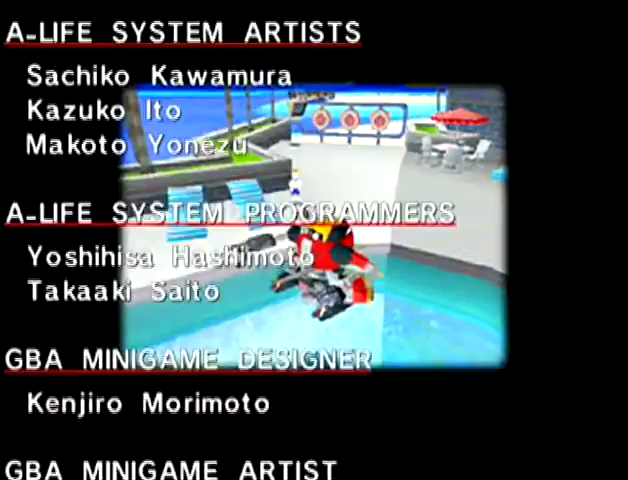 A-LIFE SYSTEM ARTISTS
Sachiko Kawamura
Kazuko Ito
Makoto Yonezu
A-LIFE SYSTEM PROGRAMMERS
Yoshihisa Hashimoto
Takaaki Saito
GBA MINIGAME DESIGNER
Kenjiro Morimoto
GBA MINIGAME ARTIST